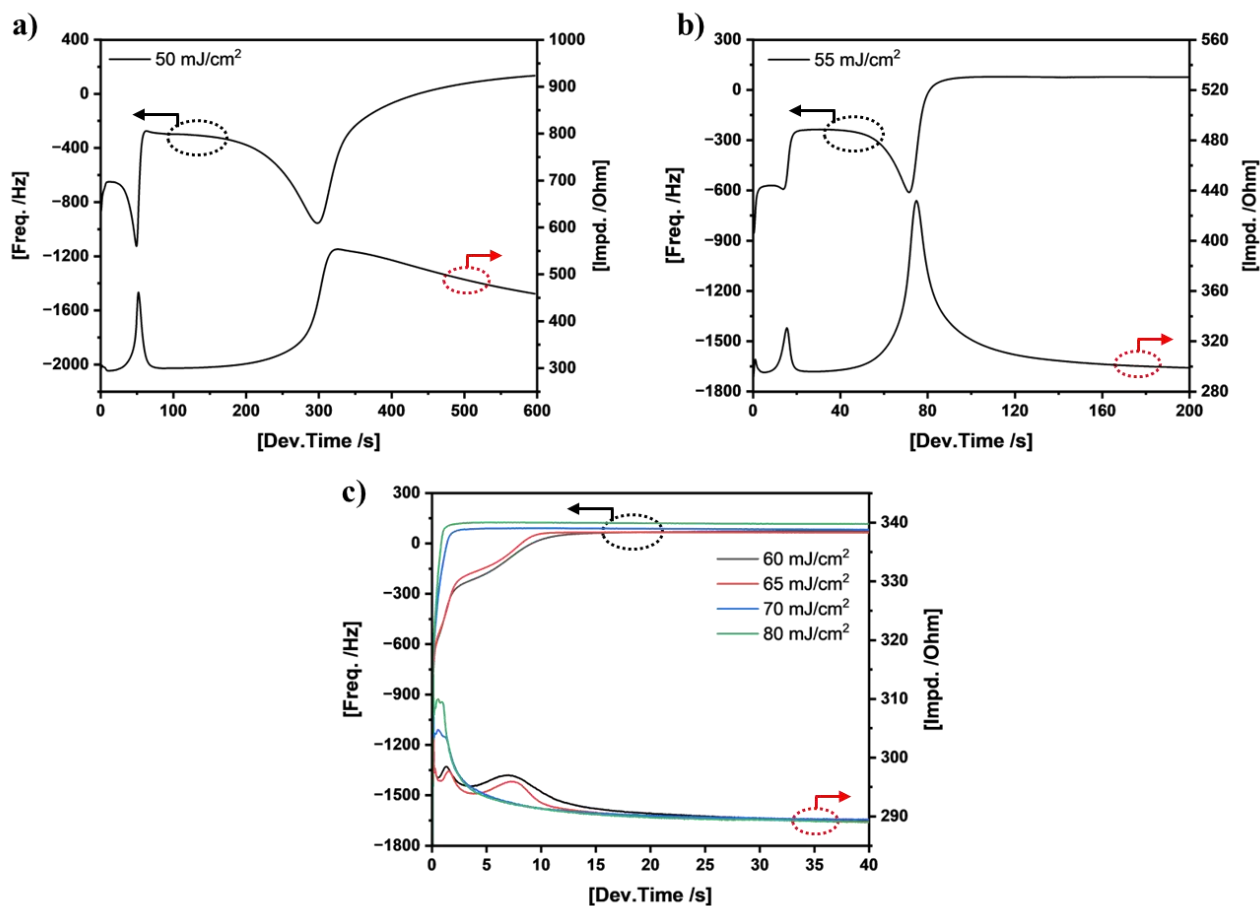 a)
400
0
−400
−800
−1200
−1600
−2000
[Freq. /Hz]
50 mJ/cm²
1000
900
800
700
600
500
400
300
[Impd. /Ohm]
0 100 200 300 400 500 600
[Dev.Time /s]
b)
300
0
−300
−600
−900
−1200
−1500
−1800
[Freq. /Hz]
55 mJ/cm²
560
520
480
440
400
360
320
280
[Impd. /Ohm]
0 40 80 120 160 200
[Dev.Time /s]
c)
300
0
−300
−600
−900
−1200
−1500
−1800
[Freq. /Hz]
60 mJ/cm²
65 mJ/cm²
70 mJ/cm²
80 mJ/cm²
340
330
320
310
300
290
[Impd. /Ohm]
0 5 10 15 20 25 30 35 40
[Dev.Time /s]